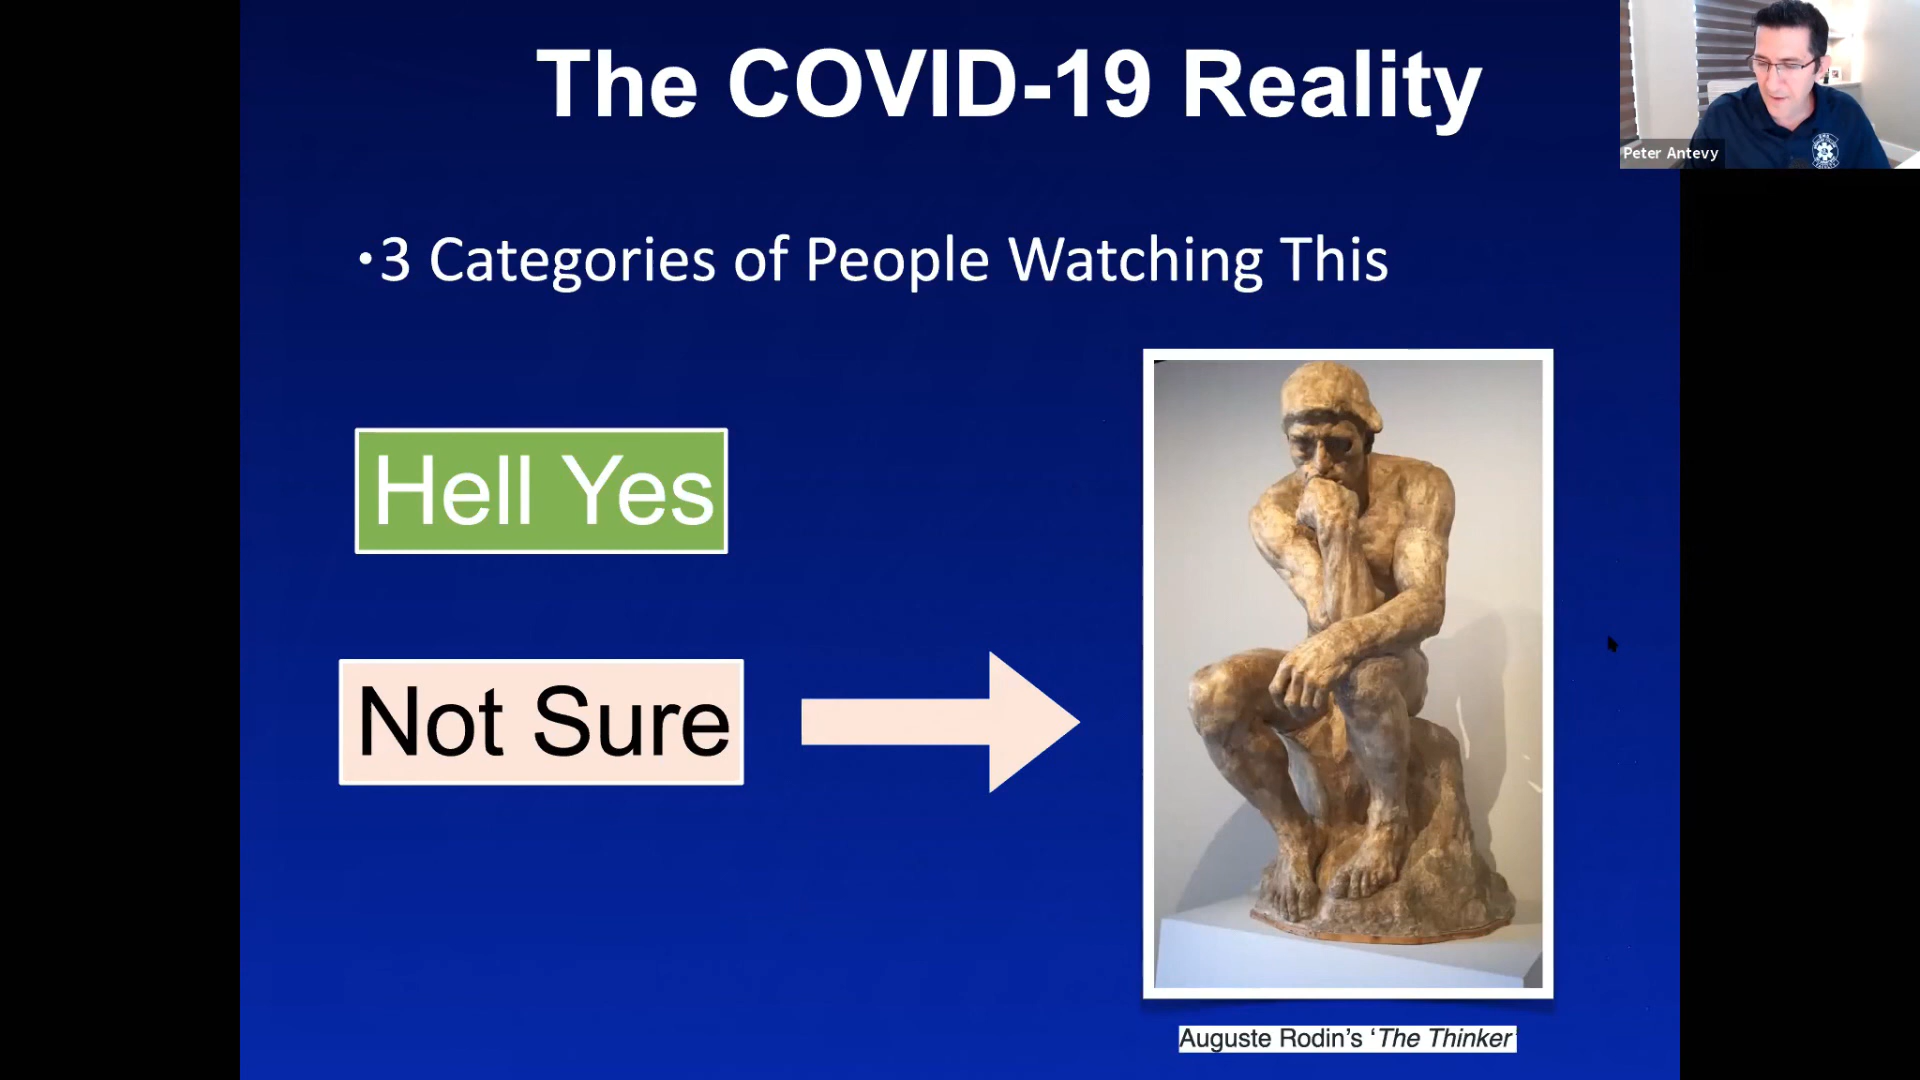 The COVID-19 Reality
Peter Antevy
•3 Categories of People Watching This
Hell Yes
Not Sure
Auguste Rodin's ‘The Thinker